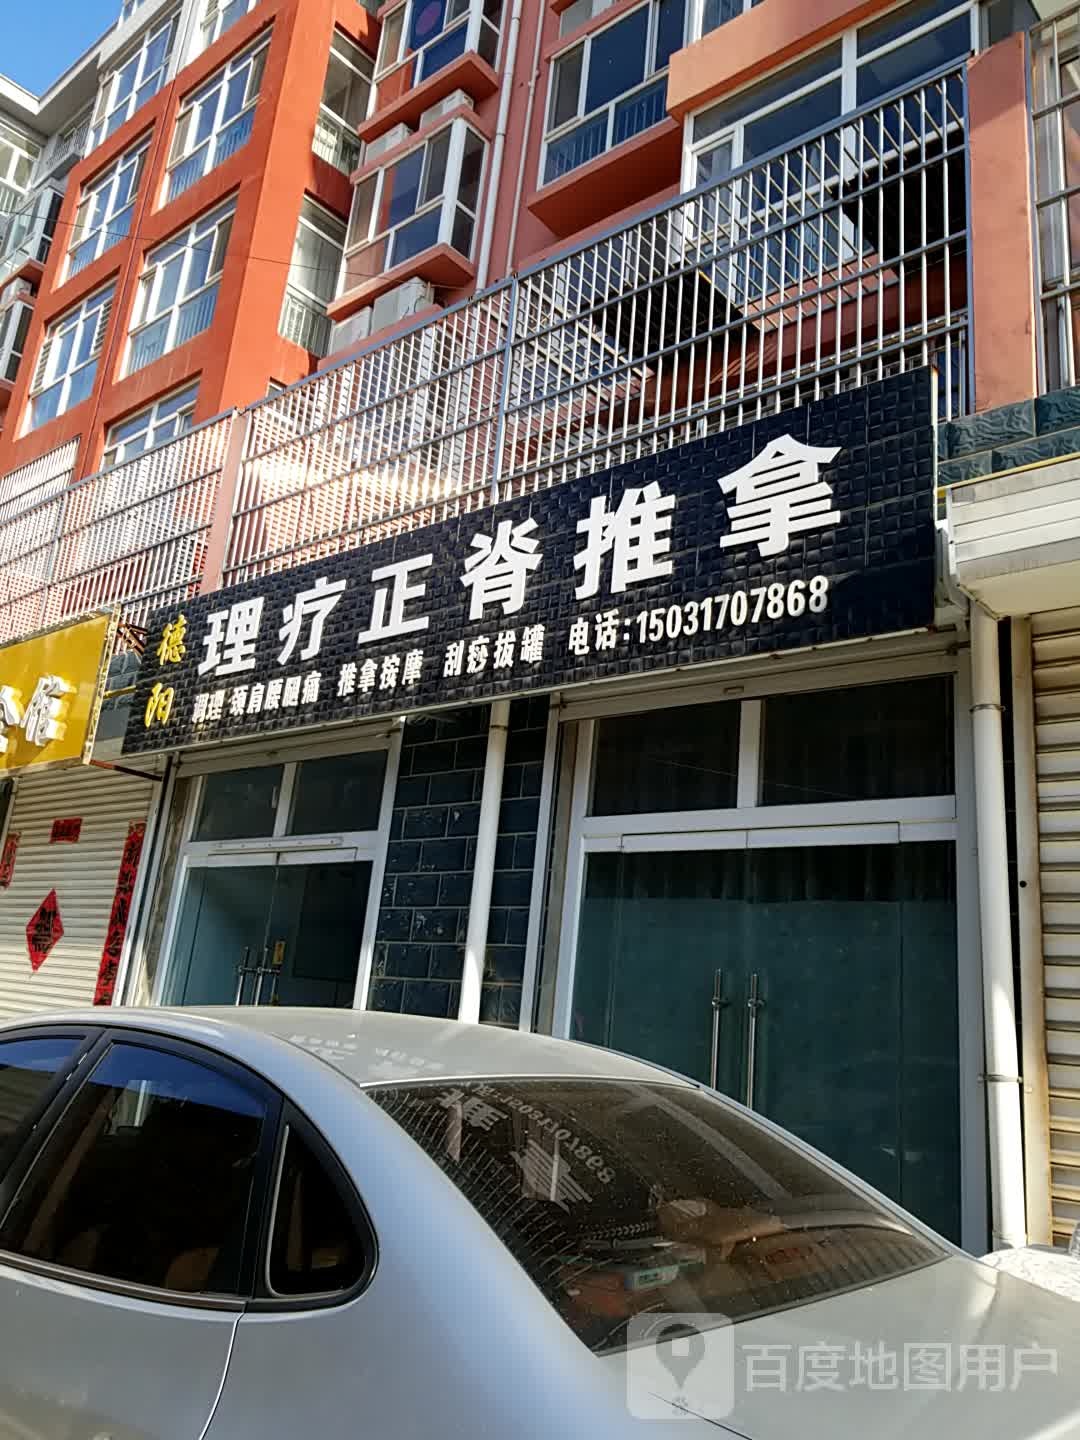 德阳
理疗正脊推拿
调理 颈肩腰腿痛 推拿按摩 刮痧拔罐 电话:15031707868
馆
百度地图用户